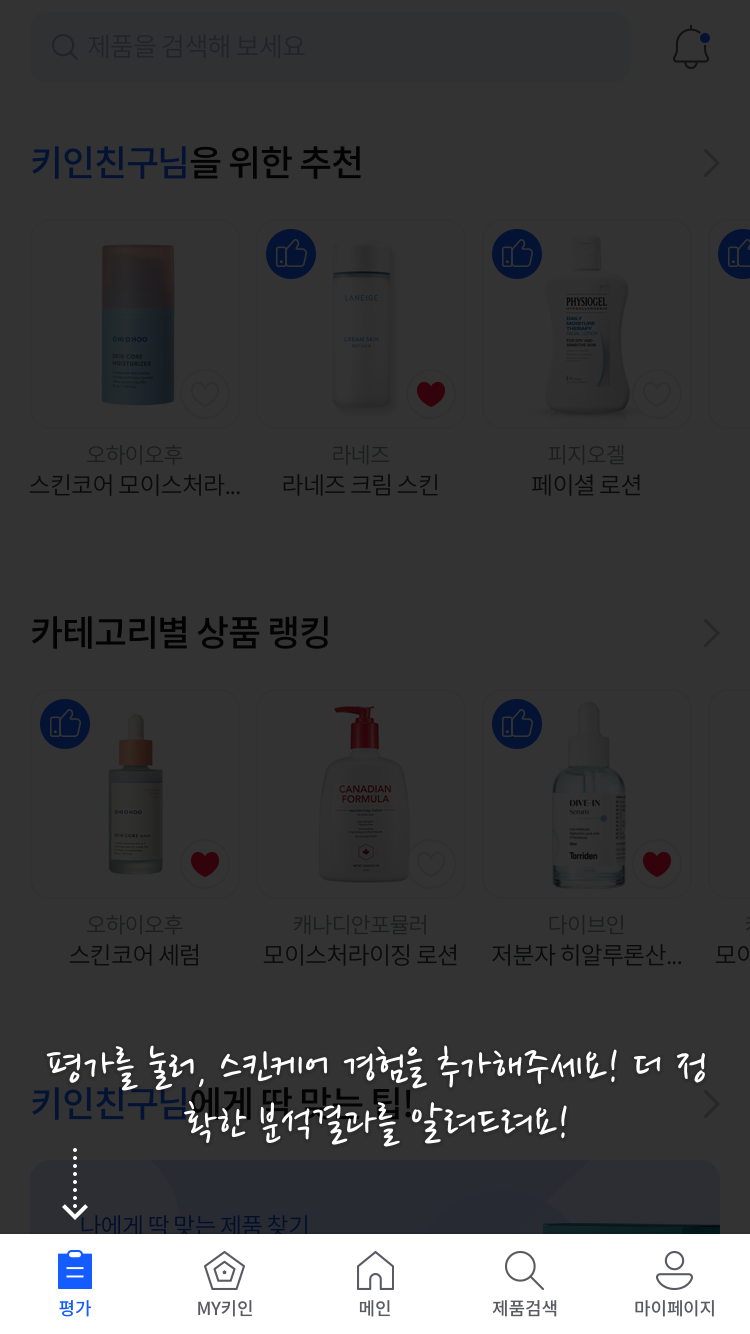 제품을 검색해 보세요
키인친구님을 위한 추천
OHIOHOO
SKIN CORE
MOISTURIZER
LANEIGE
CREAM SKIN
PHYSIOGEL
DAILY
MOISTURE
THERAPY
오하이오후
라네즈
피지오겔
스킨코어 모이스처라...
라네즈 크림 스킨
페이셜 로션
카테고리별 상품 랭킹
SKIN CORE
CANADIAN
FORMULA
DIVE-IN
Serum
Torriden
오하이오후
캐나디안포뮬러
다이브인
스킨코어 세럼
모이스처라이징 로션
저분자 히알루론산...
모이
평가를 눌러, 스킨케어 경험을 추가해주세요! 더 정
확한 분석결과를 알려드려요!
키인친구님에게 딱 맞는 팁!
나에게 딱 맞는 제품 찾기
평가
MY키인
메인
제품검색
마이페이지